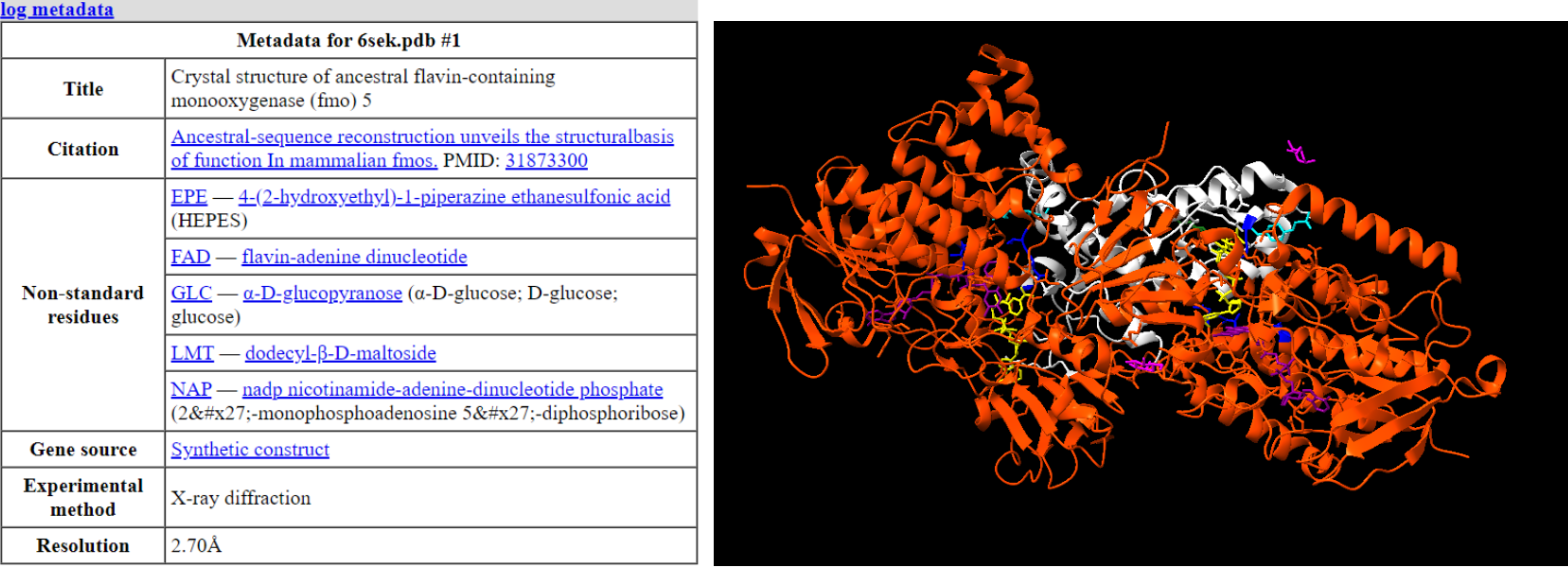 log metadata
Metadata for 6sek.pdb #1
Title
Crystal structure of ancestral flavin-containing
monooxygenase (fmo) 5
Citation
Ancestral-sequence reconstruction unveils the structuralbasis
of function In mammalian fmos. PMID: 31873300
Non-standard
residues
EPE — 4-(2-hydroxyethyl)-1-piperazine ethanesulfonic acid
(HEPES)
FAD — flavin-adenine dinucleotide
GLC — α-D-glucopyranose (α-D-glucose; D-glucose;
glucose)
LMT — dodecyl-β-D-maltoside
NAP — nadp nicotinamide-adenine-dinucleotide phosphate
(2&#x27;-monophosphoadenosine 5&#x27;-diphosphoribose)
Gene source
Synthetic construct
Experimental
method
X-ray diffraction
Resolution
2.70Å